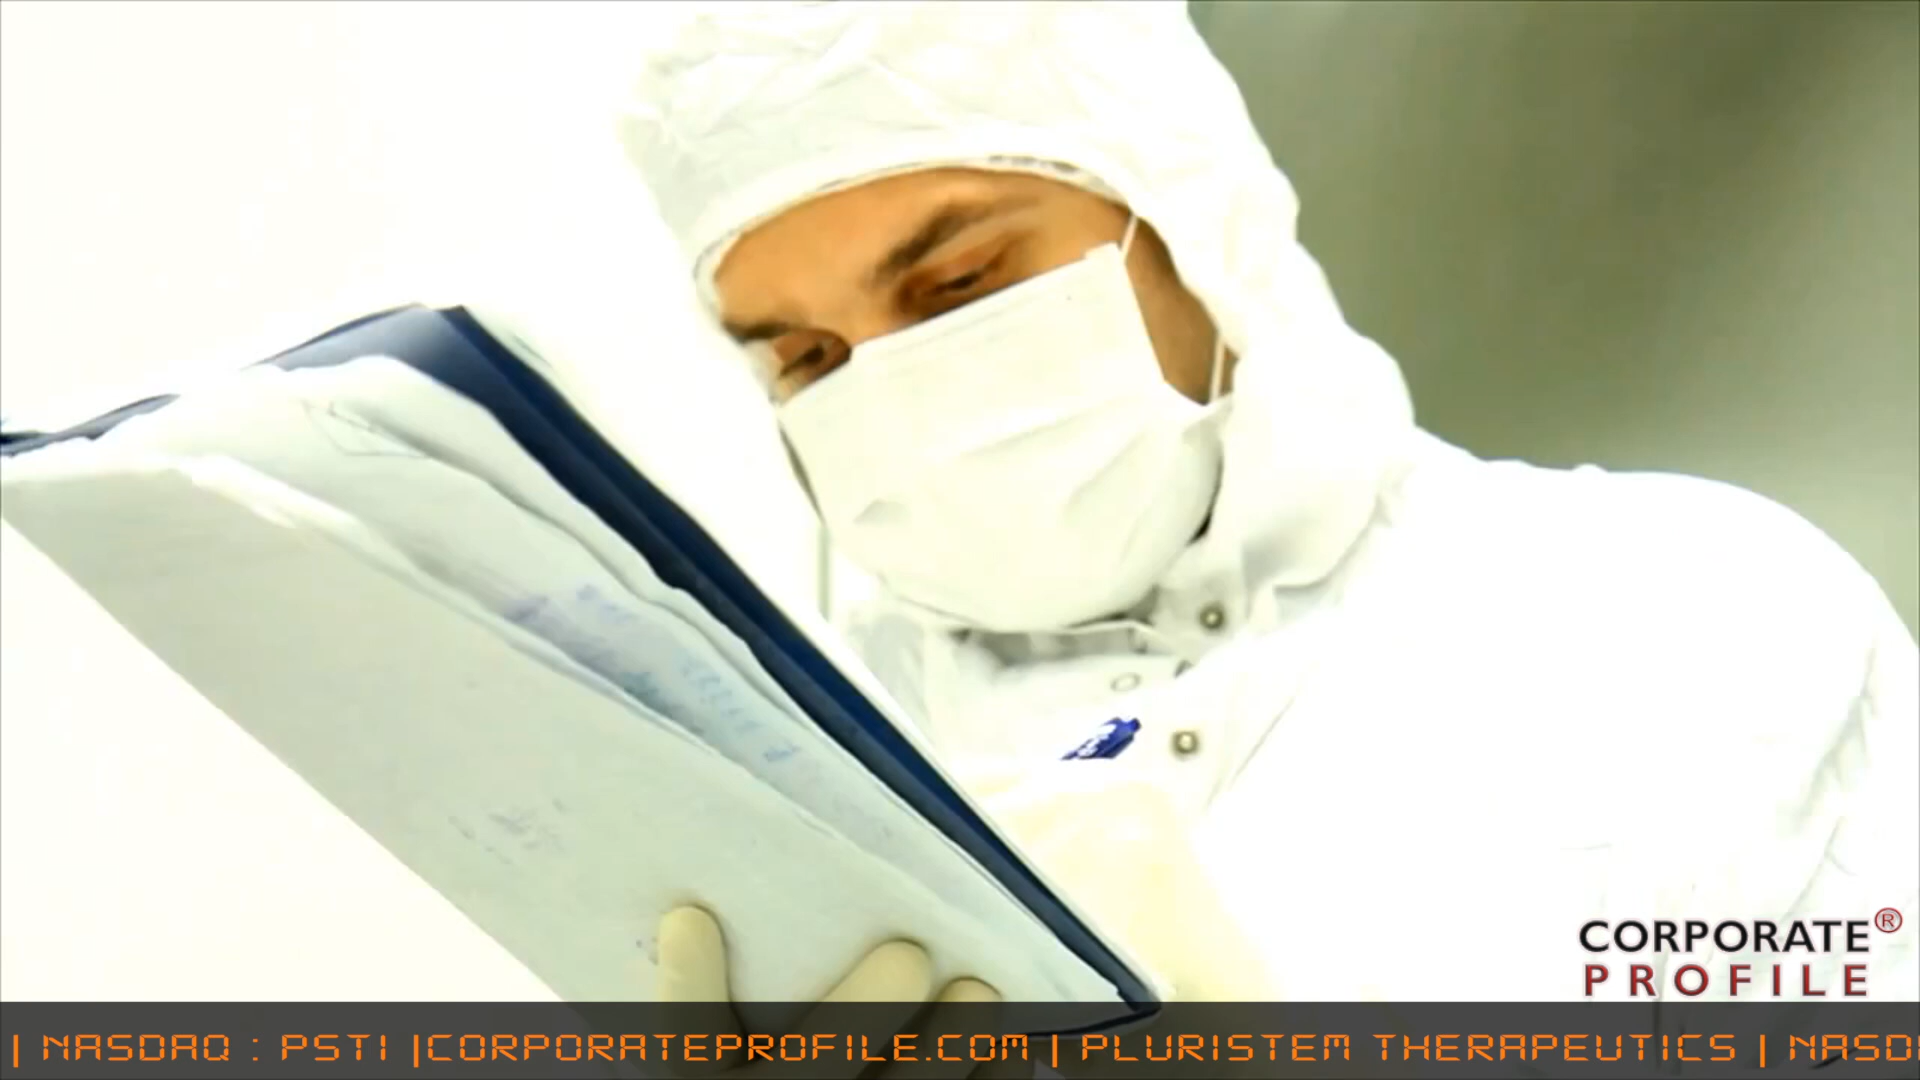 CORPORATE®
PROFILE
| NASDAQ : PSTI |CORPORATEPROFILE.COM | PLURISTEM THERAPEUTICS | NASD